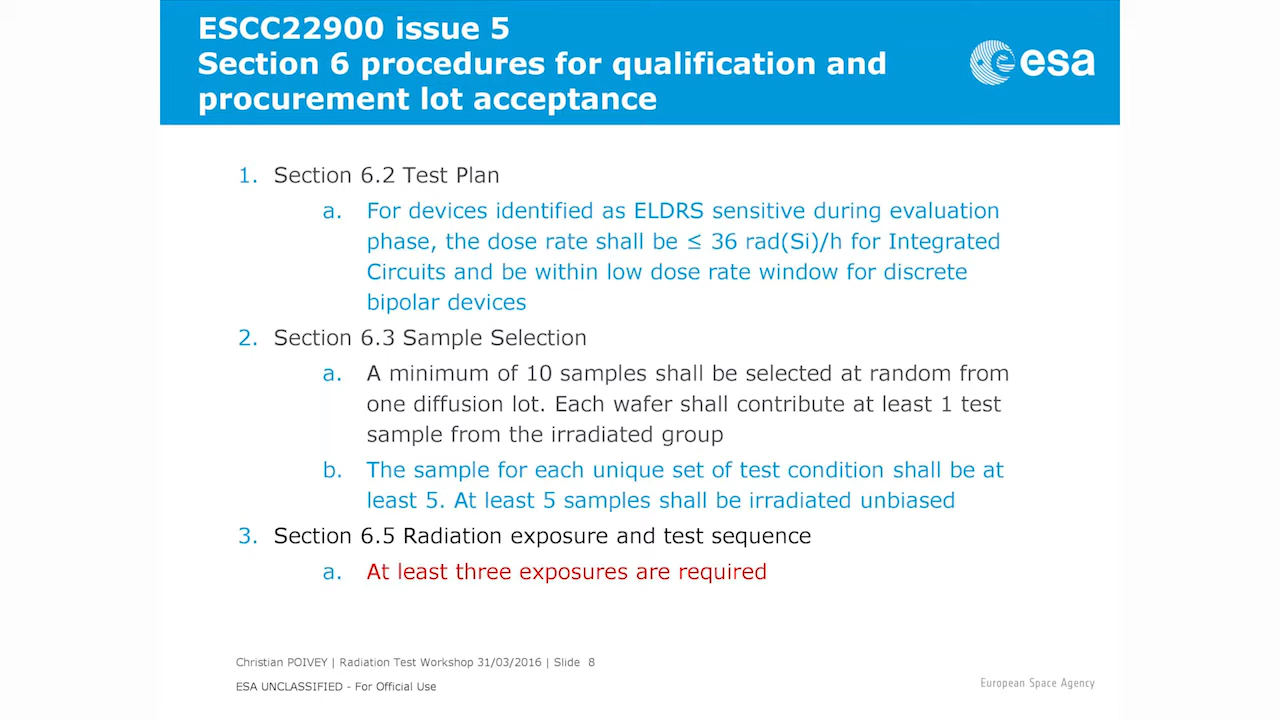 ESCC22900 issue 5
Section 6 procedures for qualification and
procurement lot acceptance
esa
1. Section 6.2 Test Plan
a. For devices identified as ELDRS sensitive during evaluation
phase, the dose rate shall be ≤ 36 rad(Si)/h for Integrated
Circuits and be within low dose rate window for discrete
bipolar devices
2. Section 6.3 Sample Selection
a. A minimum of 10 samples shall be selected at random from
one diffusion lot. Each wafer shall contribute at least 1 test
sample from the irradiated group
b. The sample for each unique set of test condition shall be at
least 5. At least 5 samples shall be irradiated unbiased
3. Section 6.5 Radiation exposure and test sequence
a. At least three exposures are required
Christian POIVEY | Radiation Test Workshop 31/03/2016 | Slide 8
ESA UNCLASSIFIED - For Official Use
European Space Agency